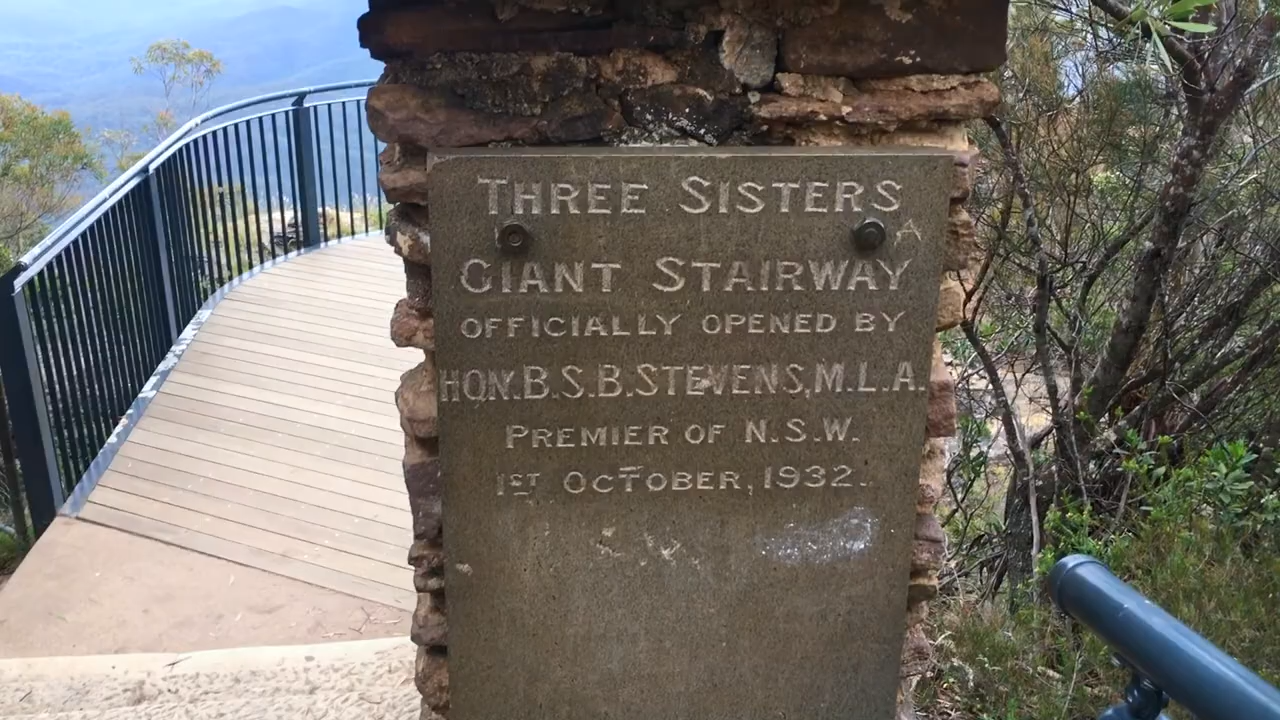 THREE SISTERS
GIANT STAIRWAY
OFFICIALLY OPENED BY
HON. B.S.B. STEVENS, M.L.A.
PREMIER OF N.S.W.
1ST OCTOBER, 1932.